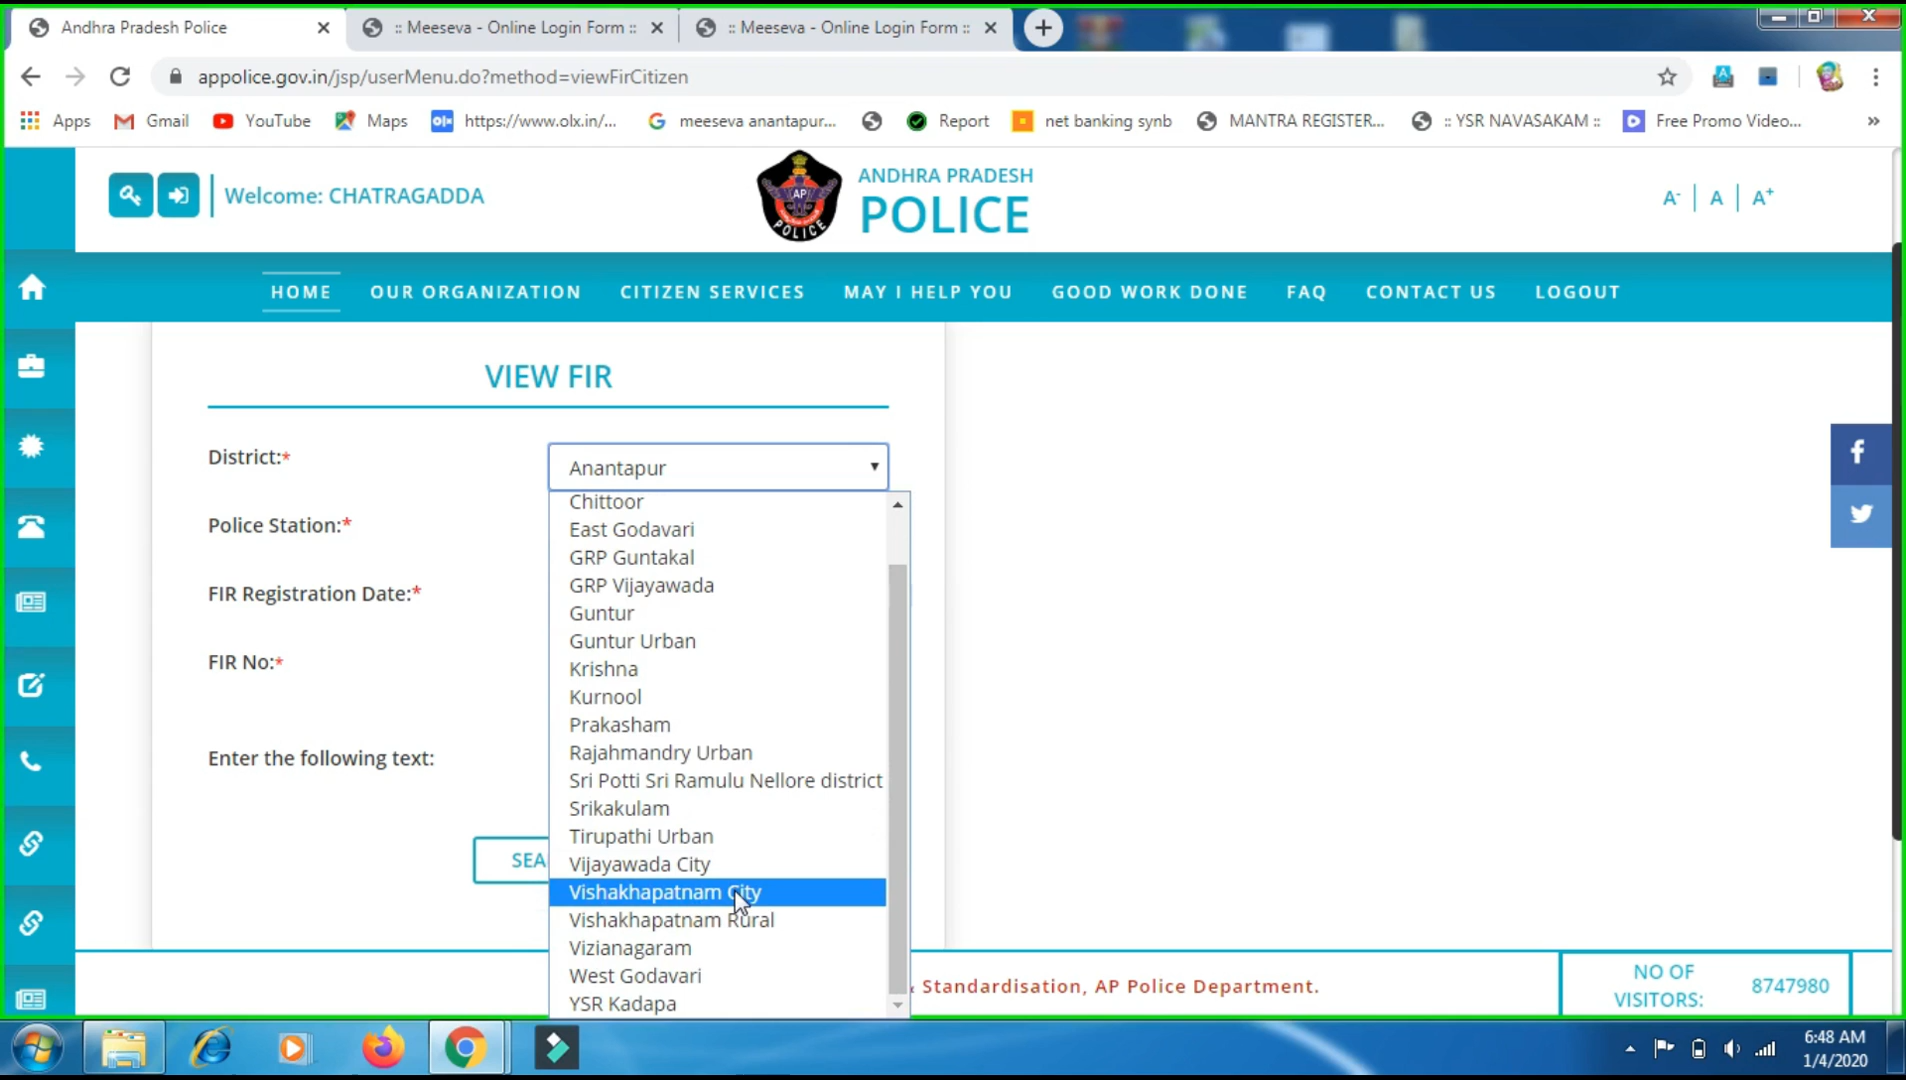 Andhra Pradesh Police
:: Meeseva - Online Login Form ::
:: Meeseva - Online Login Form ::
appolice.gov.in/jsp/userMenu.do?method=viewFirCitizen
Apps
Gmail
YouTube
Maps
OLX
https://www.olx.in/...
meeseva anantapur...
Report
net banking synb
MANTRA REGISTER...
:: YSR NAVASAKAM ::
Free Promo Video...
»
Welcome: CHATRAGADDA
AP
POLICE
ANDHRA PRADESH
POLICE
A- | A | A+
HOME
OUR ORGANIZATION
CITIZEN SERVICES
MAY I HELP YOU
GOOD WORK DONE
FAQ
CONTACT US
LOGOUT
VIEW FIR
District:*
Anantapur
Police Station:*
FIR Registration Date:*
FIR No:*
Enter the following text:
SEA
Chittoor
East Godavari
GRP Guntakal
GRP Vijayawada
Guntur
Guntur Urban
Krishna
Kurnool
Prakasham
Rajahmandry Urban
Sri Potti Sri Ramulu Nellore district
Srikakulam
Tirupathi Urban
Vijayawada City
Vishakhapatnam City
Vishakhapatnam Rural
Vizianagaram
West Godavari
YSR Kadapa
Standardisation, AP Police Department.
NO OF
VISITORS:
8747980
6:48 AM
1/4/2020